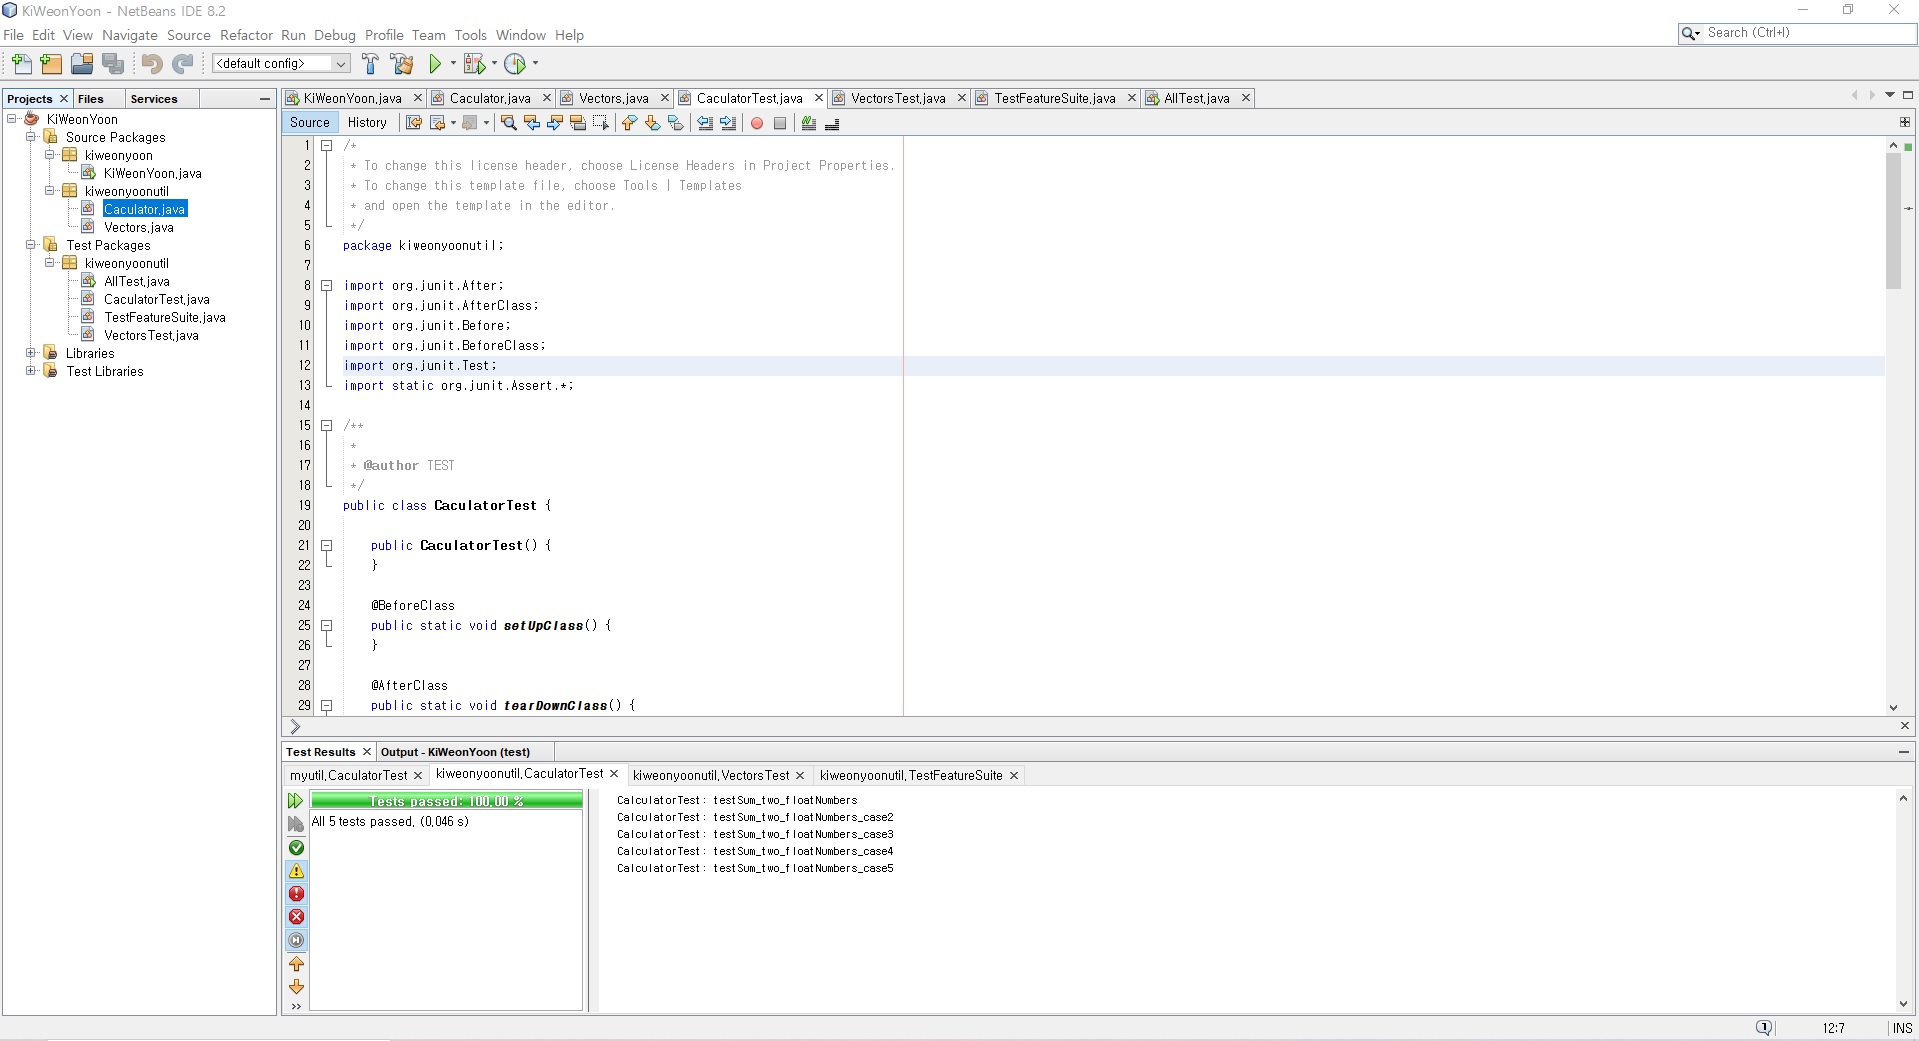 KiWeonYoon - NetBeans IDE 8.2
File Edit View Navigate Source Refactor Run Debug Profile Team Tools Window Help
Search (Ctrl+I)
<default config>
Projects Files Services
KiWeonYoon
Source Packages
kiweonyoon
KiWeonYoon.java
kiweonyoonutil
Caculator.java
Vectors.java
Test Packages
kiweonyoonutil
AllTest.java
CaculatorTest.java
TestFeatureSuite.java
VectorsTest.java
Libraries
Test Libraries
KiWeonYoon.java Caculator.java Vectors.java CaculatorTest.java VectorsTest.java TestFeatureSuite.java AllTest.java
Source History
1 /*
2 * To change this license header, choose License Headers in Project Properties.
3 * To change this template file, choose Tools | Templates
4 * and open the template in the editor.
5 */
6 package kiweonyoonutil;
7
8 import org.junit.After;
9 import org.junit.AfterClass;
10 import org.junit.Before;
11 import org.junit.BeforeClass;
12 import org.junit.Test;
13 import static org.junit.Assert.*;
14
15 /**
16 *
17 * @author TEST
18 */
19 public class CaculatorTest {
20
21 public CaculatorTest() {
22 }
23
24 @BeforeClass
25 public static void setUpClass() {
26 }
27
28 @AfterClass
29 public static void tearDownClass() {
Test Results Output - KiWeonYoon (test)
myutil.CaculatorTest kiweonyoonutil.CaculatorTest kiweonyoonutil.VectorsTest kiweonyoonutil.TestFeatureSuite
Tests passed: 100.00 %
All 5 tests passed. (0.046 s)
CalculatorTest: testSum_two_floatNumbers
CalculatorTest: testSum_two_floatNumbers_case2
CalculatorTest: testSum_two_floatNumbers_case3
CalculatorTest: testSum_two_floatNumbers_case4
CalculatorTest: testSum_two_floatNumbers_case5
1 12:7 INS